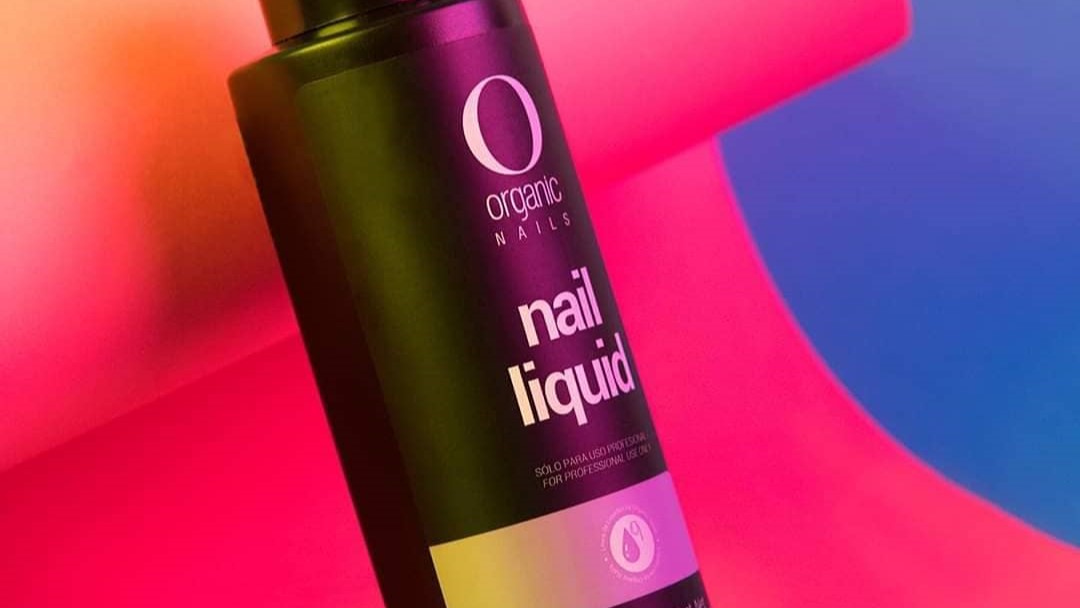 O
organic
NAILS
nail
liquid
SÓLO PARA USO PROFESIONAL
FOR PROFESSIONAL USE ONLY